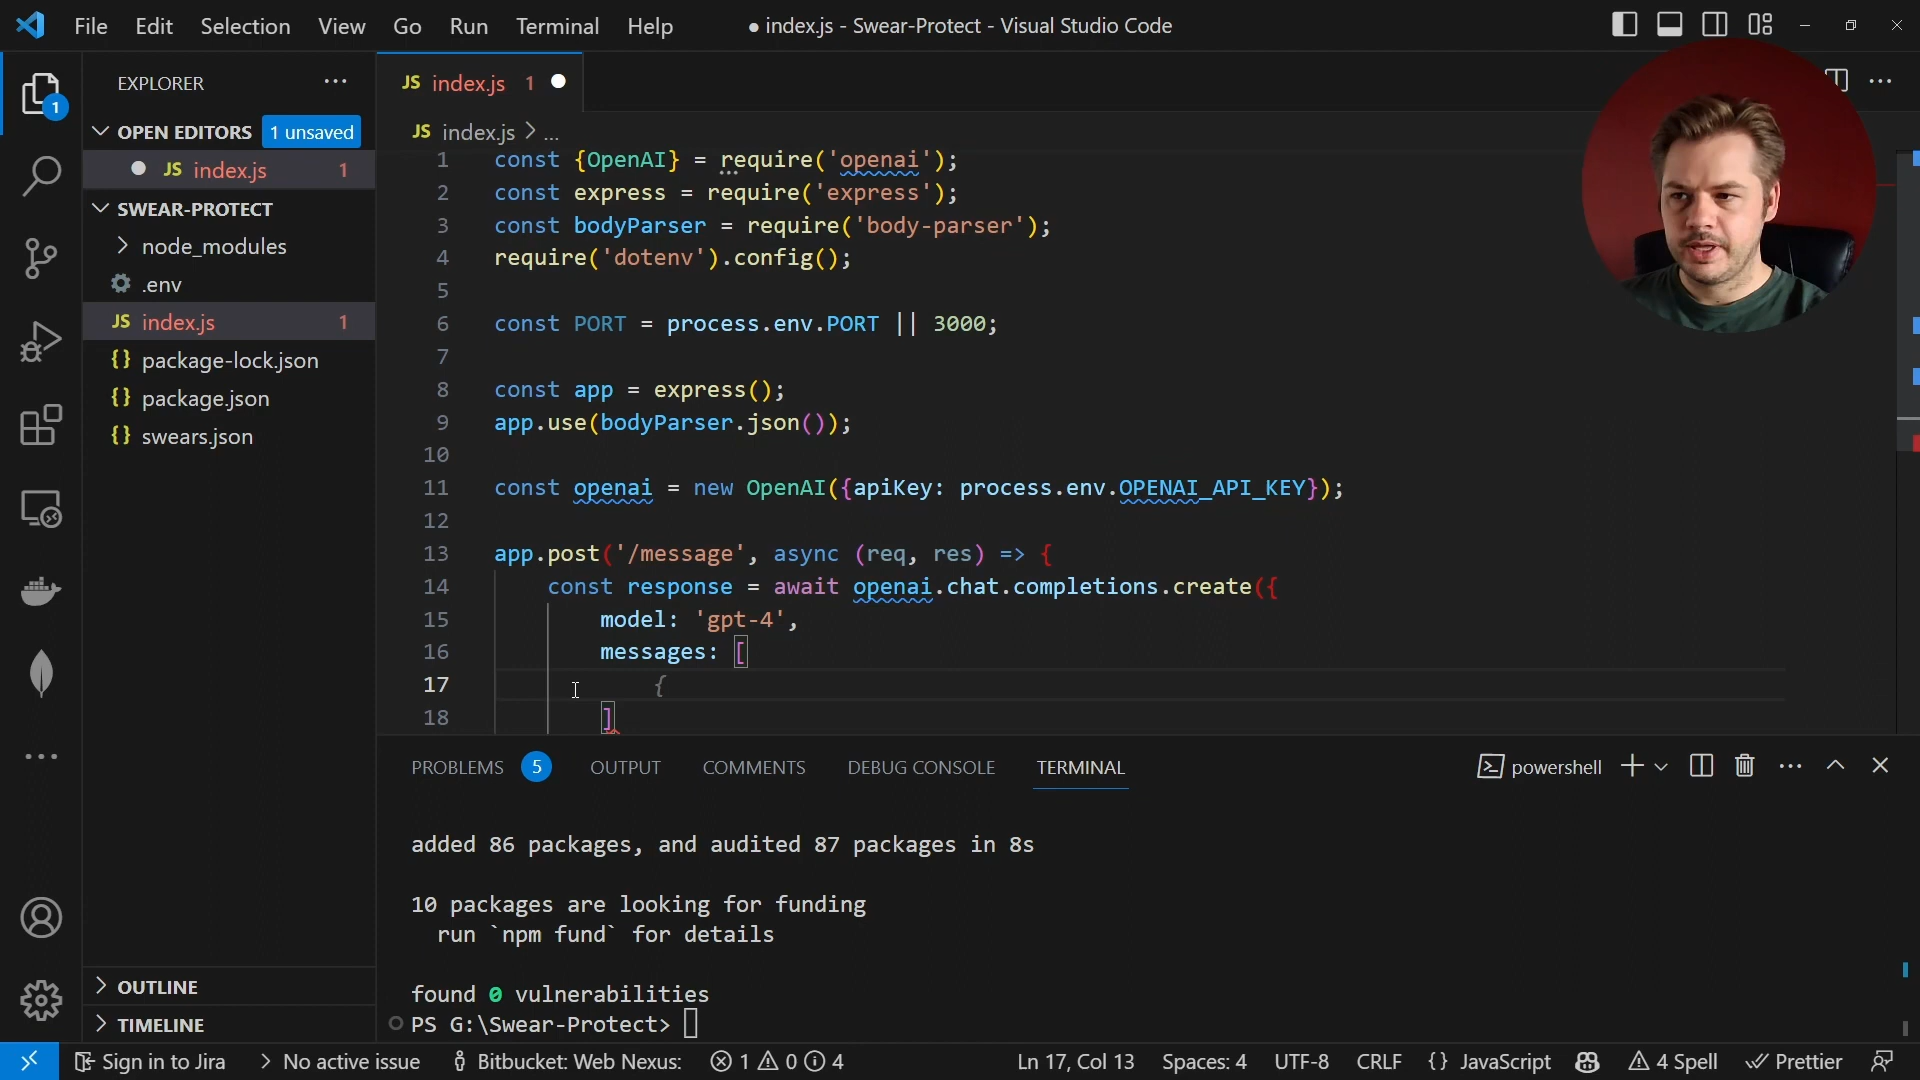 File Edit Selection View Go Run Terminal Help
● index.js - Swear-Protect - Visual Studio Code
EXPLORER
OPEN EDITORS 1 unsaved
JS index.js 1
SWEAR-PROTECT
node_modules
.env
JS index.js 1
{} package-lock.json
{} package.json
{} swears.json
OUTLINE
TIMELINE
1
JS index.js 1
JS index.js > ...
1 const {OpenAI} = require('openai');
2 const express = require('express');
3 const bodyParser = require('body-parser');
4 require('dotenv').config();
5
6 const PORT = process.env.PORT || 3000;
7
8 const app = express();
9 app.use(bodyParser.json());
10
11 const openai = new OpenAI({apiKey: process.env.OPENAI_API_KEY});
12
13 app.post('/message', async (req, res) => {
14 const response = await openai.chat.completions.create({
15 model: 'gpt-4',
16 messages: [
17 {
18 ]
PROBLEMS 5 OUTPUT COMMENTS DEBUG CONSOLE TERMINAL
powershell
added 86 packages, and audited 87 packages in 8s
10 packages are looking for funding
run `npm fund` for details
found 0 vulnerabilities
PS G:\Swear-Protect>
Sign in to Jira No active issue Bitbucket: Web Nexus: 1 0 4 Ln 17, Col 13 Spaces: 4 UTF-8 CRLF {} JavaScript 4 Spell Prettier